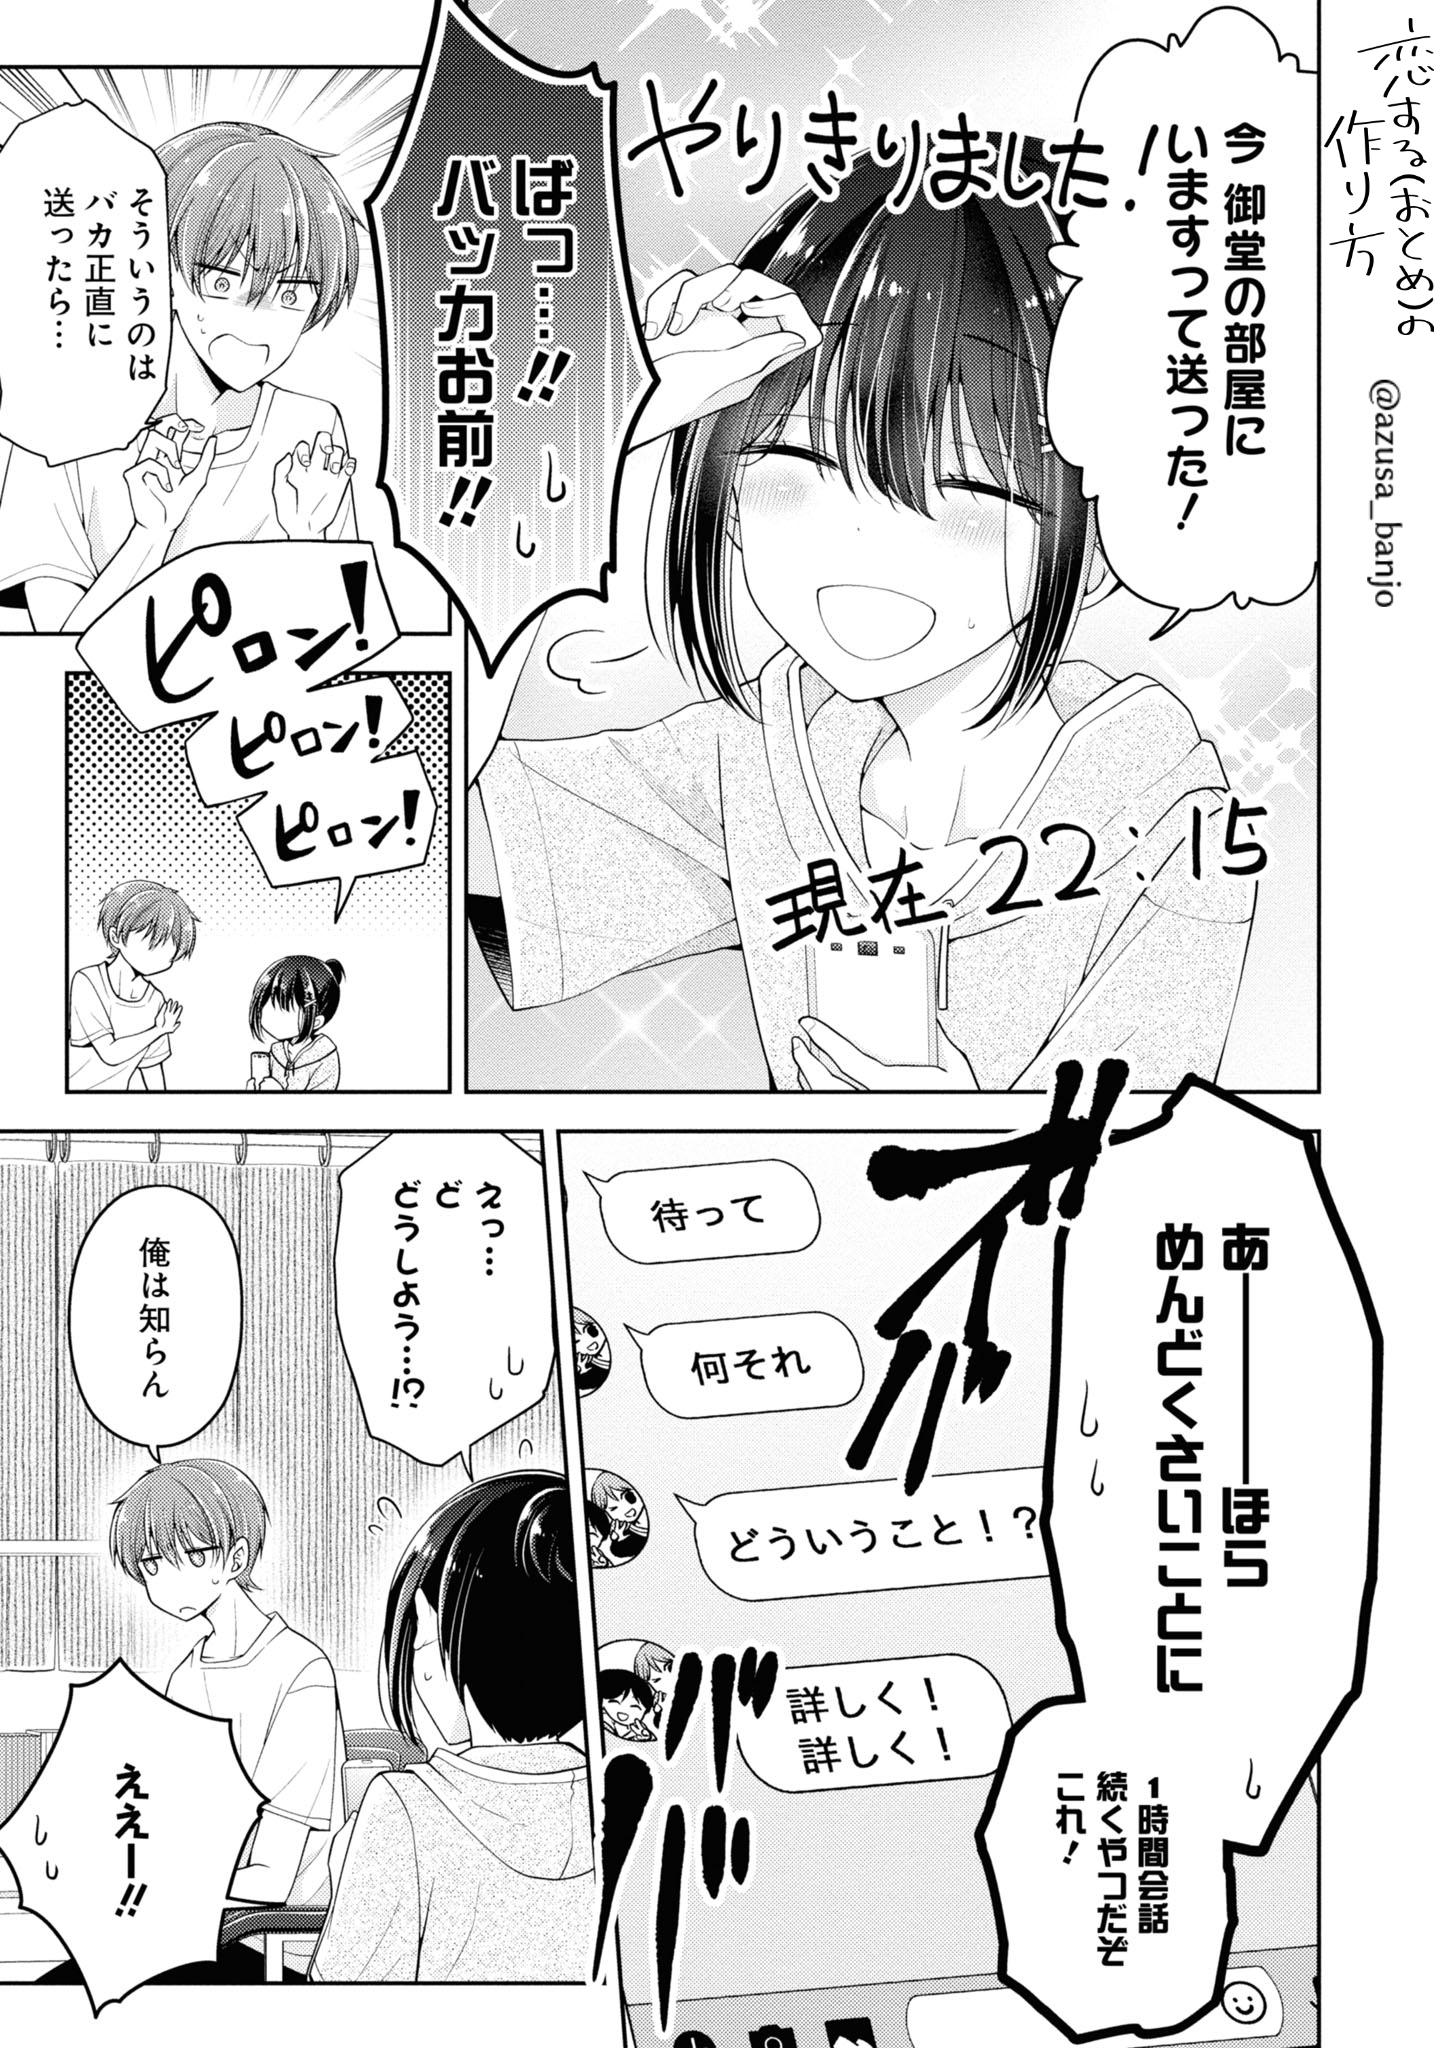 恋する(おとめ)の
作り方
@azusa_banjo
今 御堂の部屋に
いますって送った！
やりきりました！
現在 22:15
ばっ…!!
バッカお前!!
そういうのは
バカ正直に
送ったら…
ピロン！
ピロン！
ピロン！
あ――ほら
めんどくさいことに
1時間会話
続くやつだぞ
これ！
待って
何それ
どういうこと！？
詳しく！
詳しく！
えっ…
ど
どうしよう…!?
俺は知らん
ええー!!